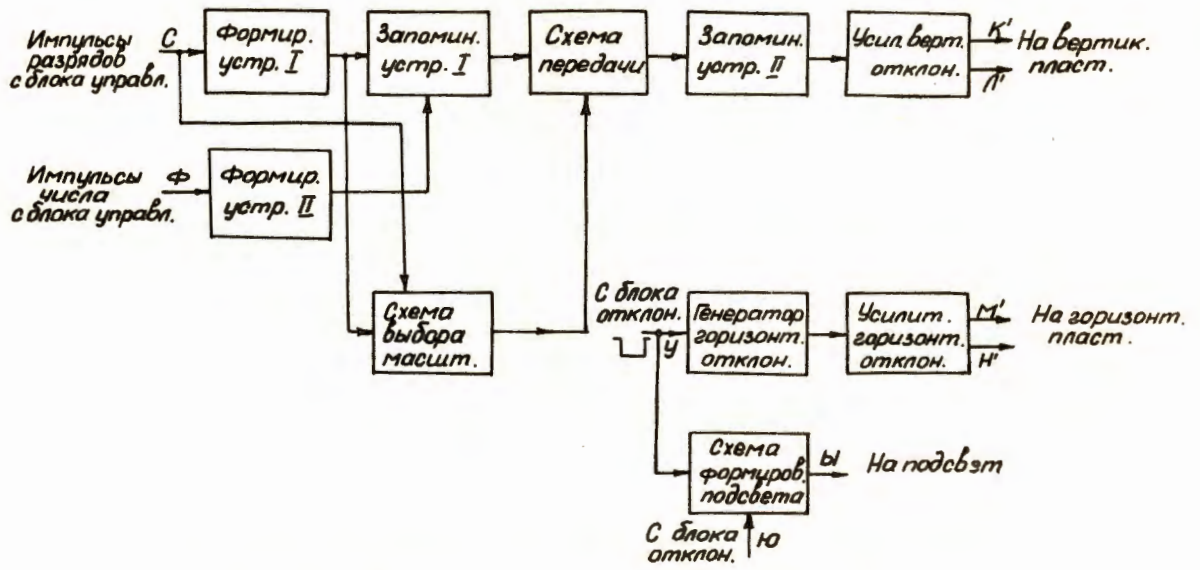 Импульсы
разрядов
с блока управл.
С
Формир.
устр. I
Запомин.
устр. I
Схема
передачи
Запомин.
устр. II
Усил. верт.
отклон.
К'
Л'
На вертик.
пласт.
Импульсы
числа
с блока управл.
Ф
Формир.
устр. II
Схема
выбора
масшт.
С блока
отклон.
У
Генератор
горизонт.
отклон.
Усилит.
горизонт.
отклон.
М'
Н'
На горизонт.
пласт.
Схема
формиров.
подсвета
Ы
На подсвэт
С блока
отклон.
Ю